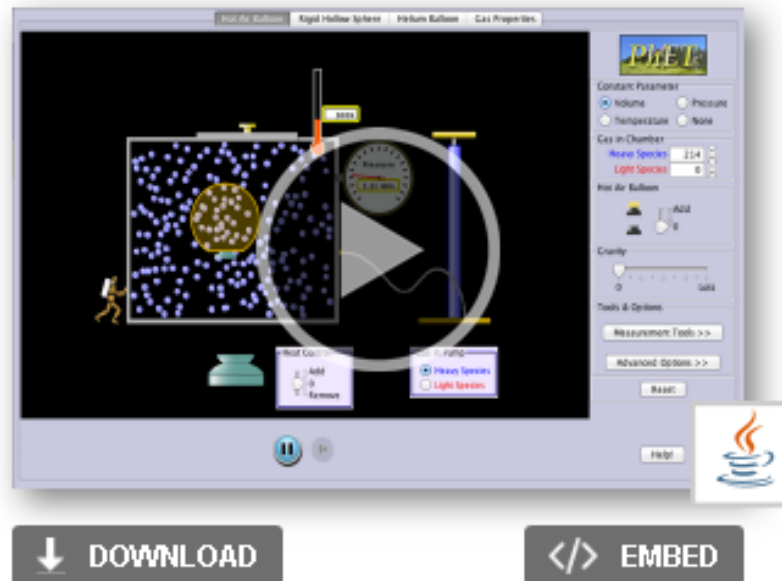 Hot Air Balloon Rigid Hollow Sphere Helium Balloon Gas Properties
PhET
Constant Parameter
Volume Pressure
Temperature None
Gas in Chamber
Heavy Species 214
Light Species 0
Hot Air Balloon
Add
0
Gravity
0 Lots
Tools & Options
Measurement Tools >>
Advanced Options >>
Reset
Help!
Pressure
Heat Control
Add
0
Remove
Heavy Species
Light Species
DOWNLOAD
</> EMBED